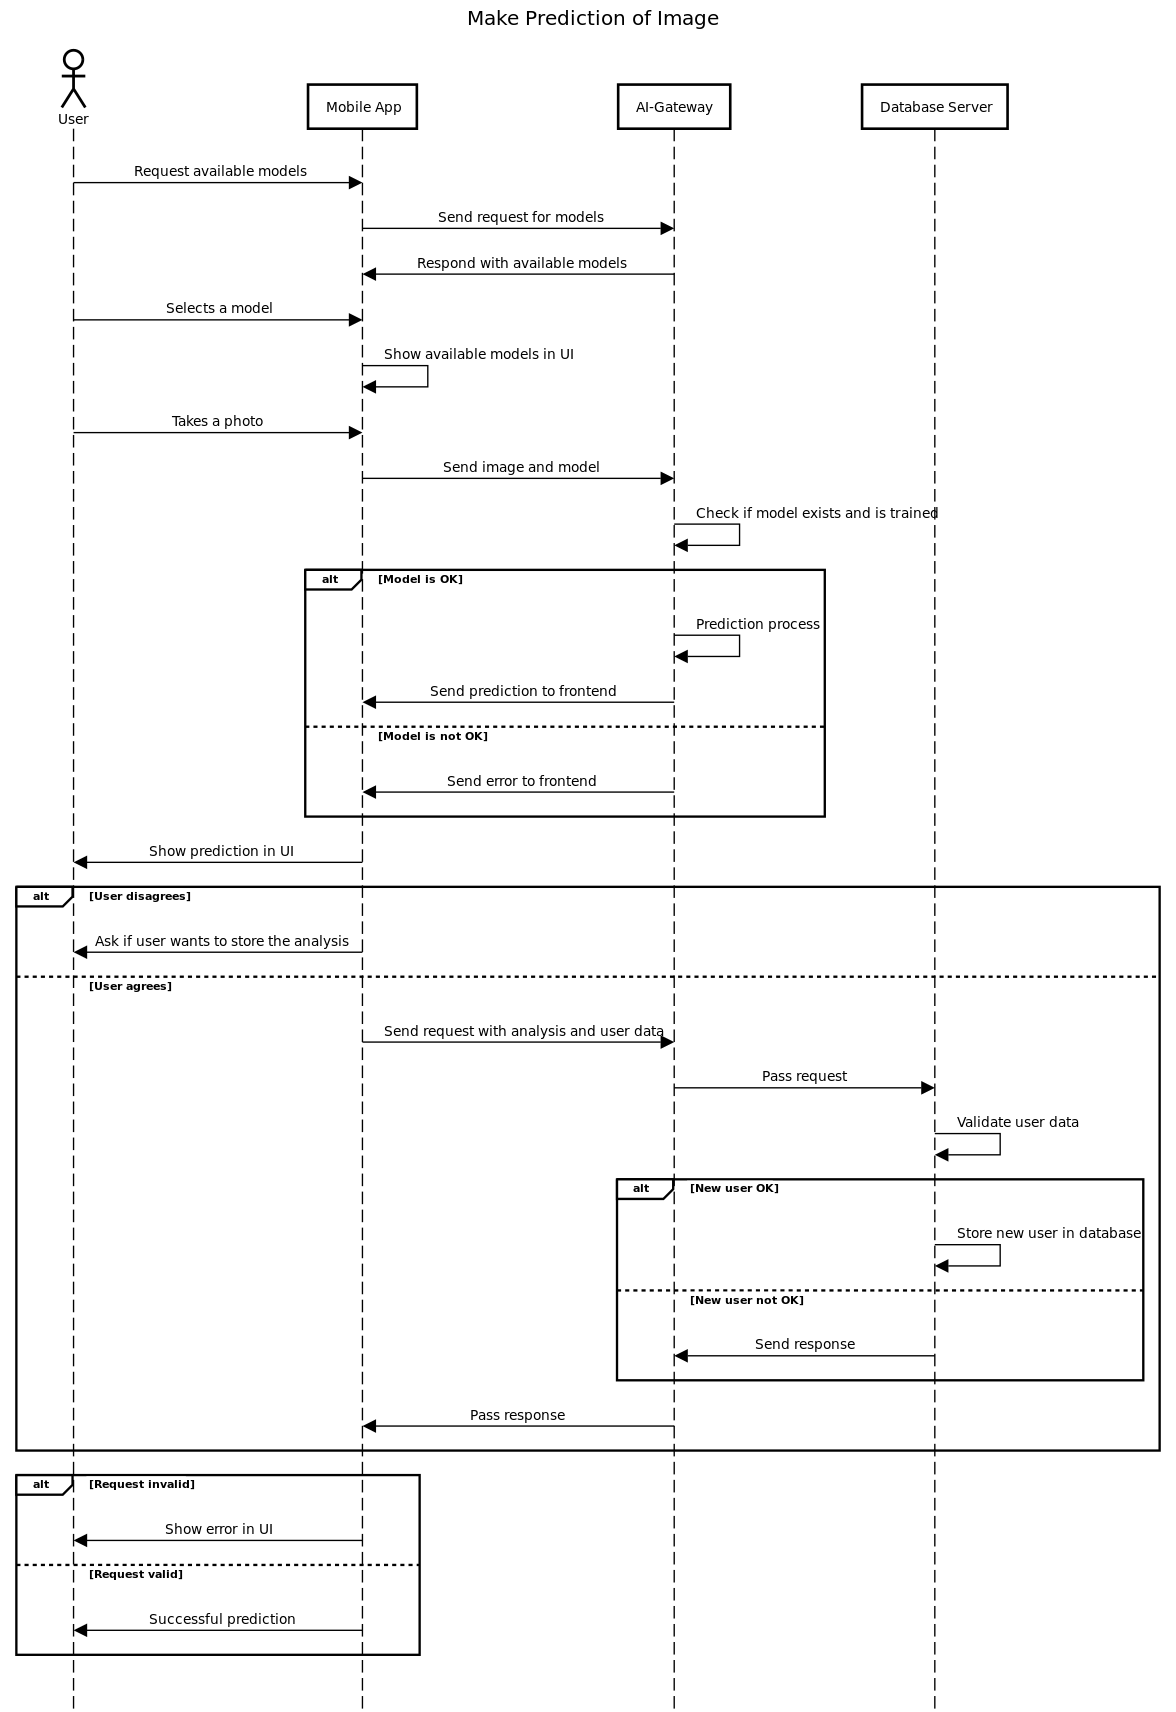 Make Prediction of Image
User
Mobile App
AI-Gateway
Database Server
Request available models
Send request for models
Respond with available models
Selects a model
Show available models in UI
Takes a photo
Send image and model
Check if model exists and is trained
alt
[Model is OK]
Prediction process
Send prediction to frontend
[Model is not OK]
Send error to frontend
Show prediction in UI
alt
[User disagrees]
Ask if user wants to store the analysis
[User agrees]
Send request with analysis and user data
Pass request
Validate user data
alt
[New user OK]
Store new user in database
[New user not OK]
Send response
Pass response
alt
[Request invalid]
Show error in UI
[Request valid]
Successful prediction